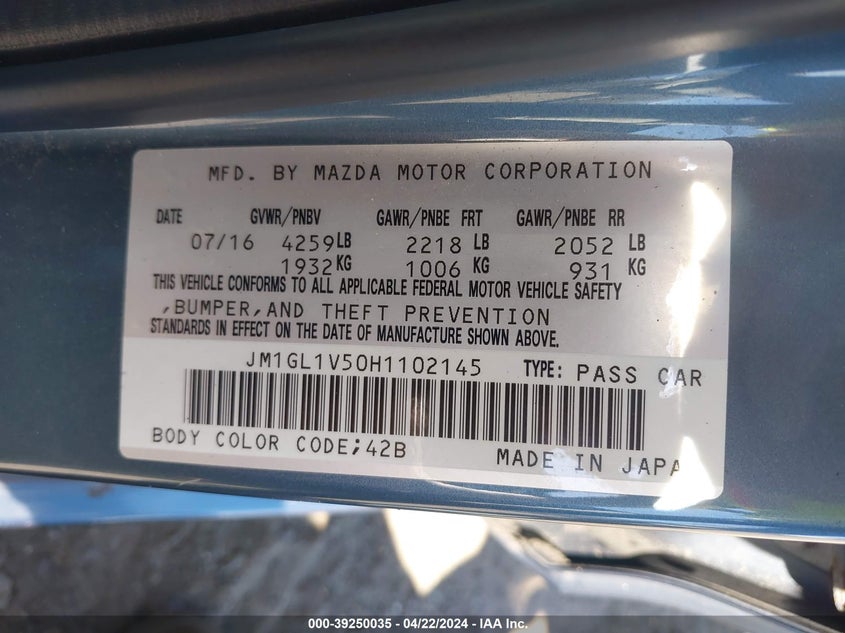 MFD. BY MAZDA MOTOR CORPORATION
DATE GVWR/PNBV GAWR/PNBE FRT GAWR/PNBE RR
07/16 4259LB 2218 LB 2052 LB
1932KG 1006 KG 931 KG
THIS VEHICLE CONFORMS TO ALL APPLICABLE FEDERAL MOTOR VEHICLE SAFETY
,BUMPER,AND THEFT PREVENTION
STANDARDS IN EFFECT ON THE DATE OF MANUFACTURE SHOWN ABOVE.
JM1GL1V50H1102145 TYPE: PASS CAR
BODY COLOR CODE;42B MADE IN JAPA
000-39250035 - 04/22/2024 - IAA Inc.